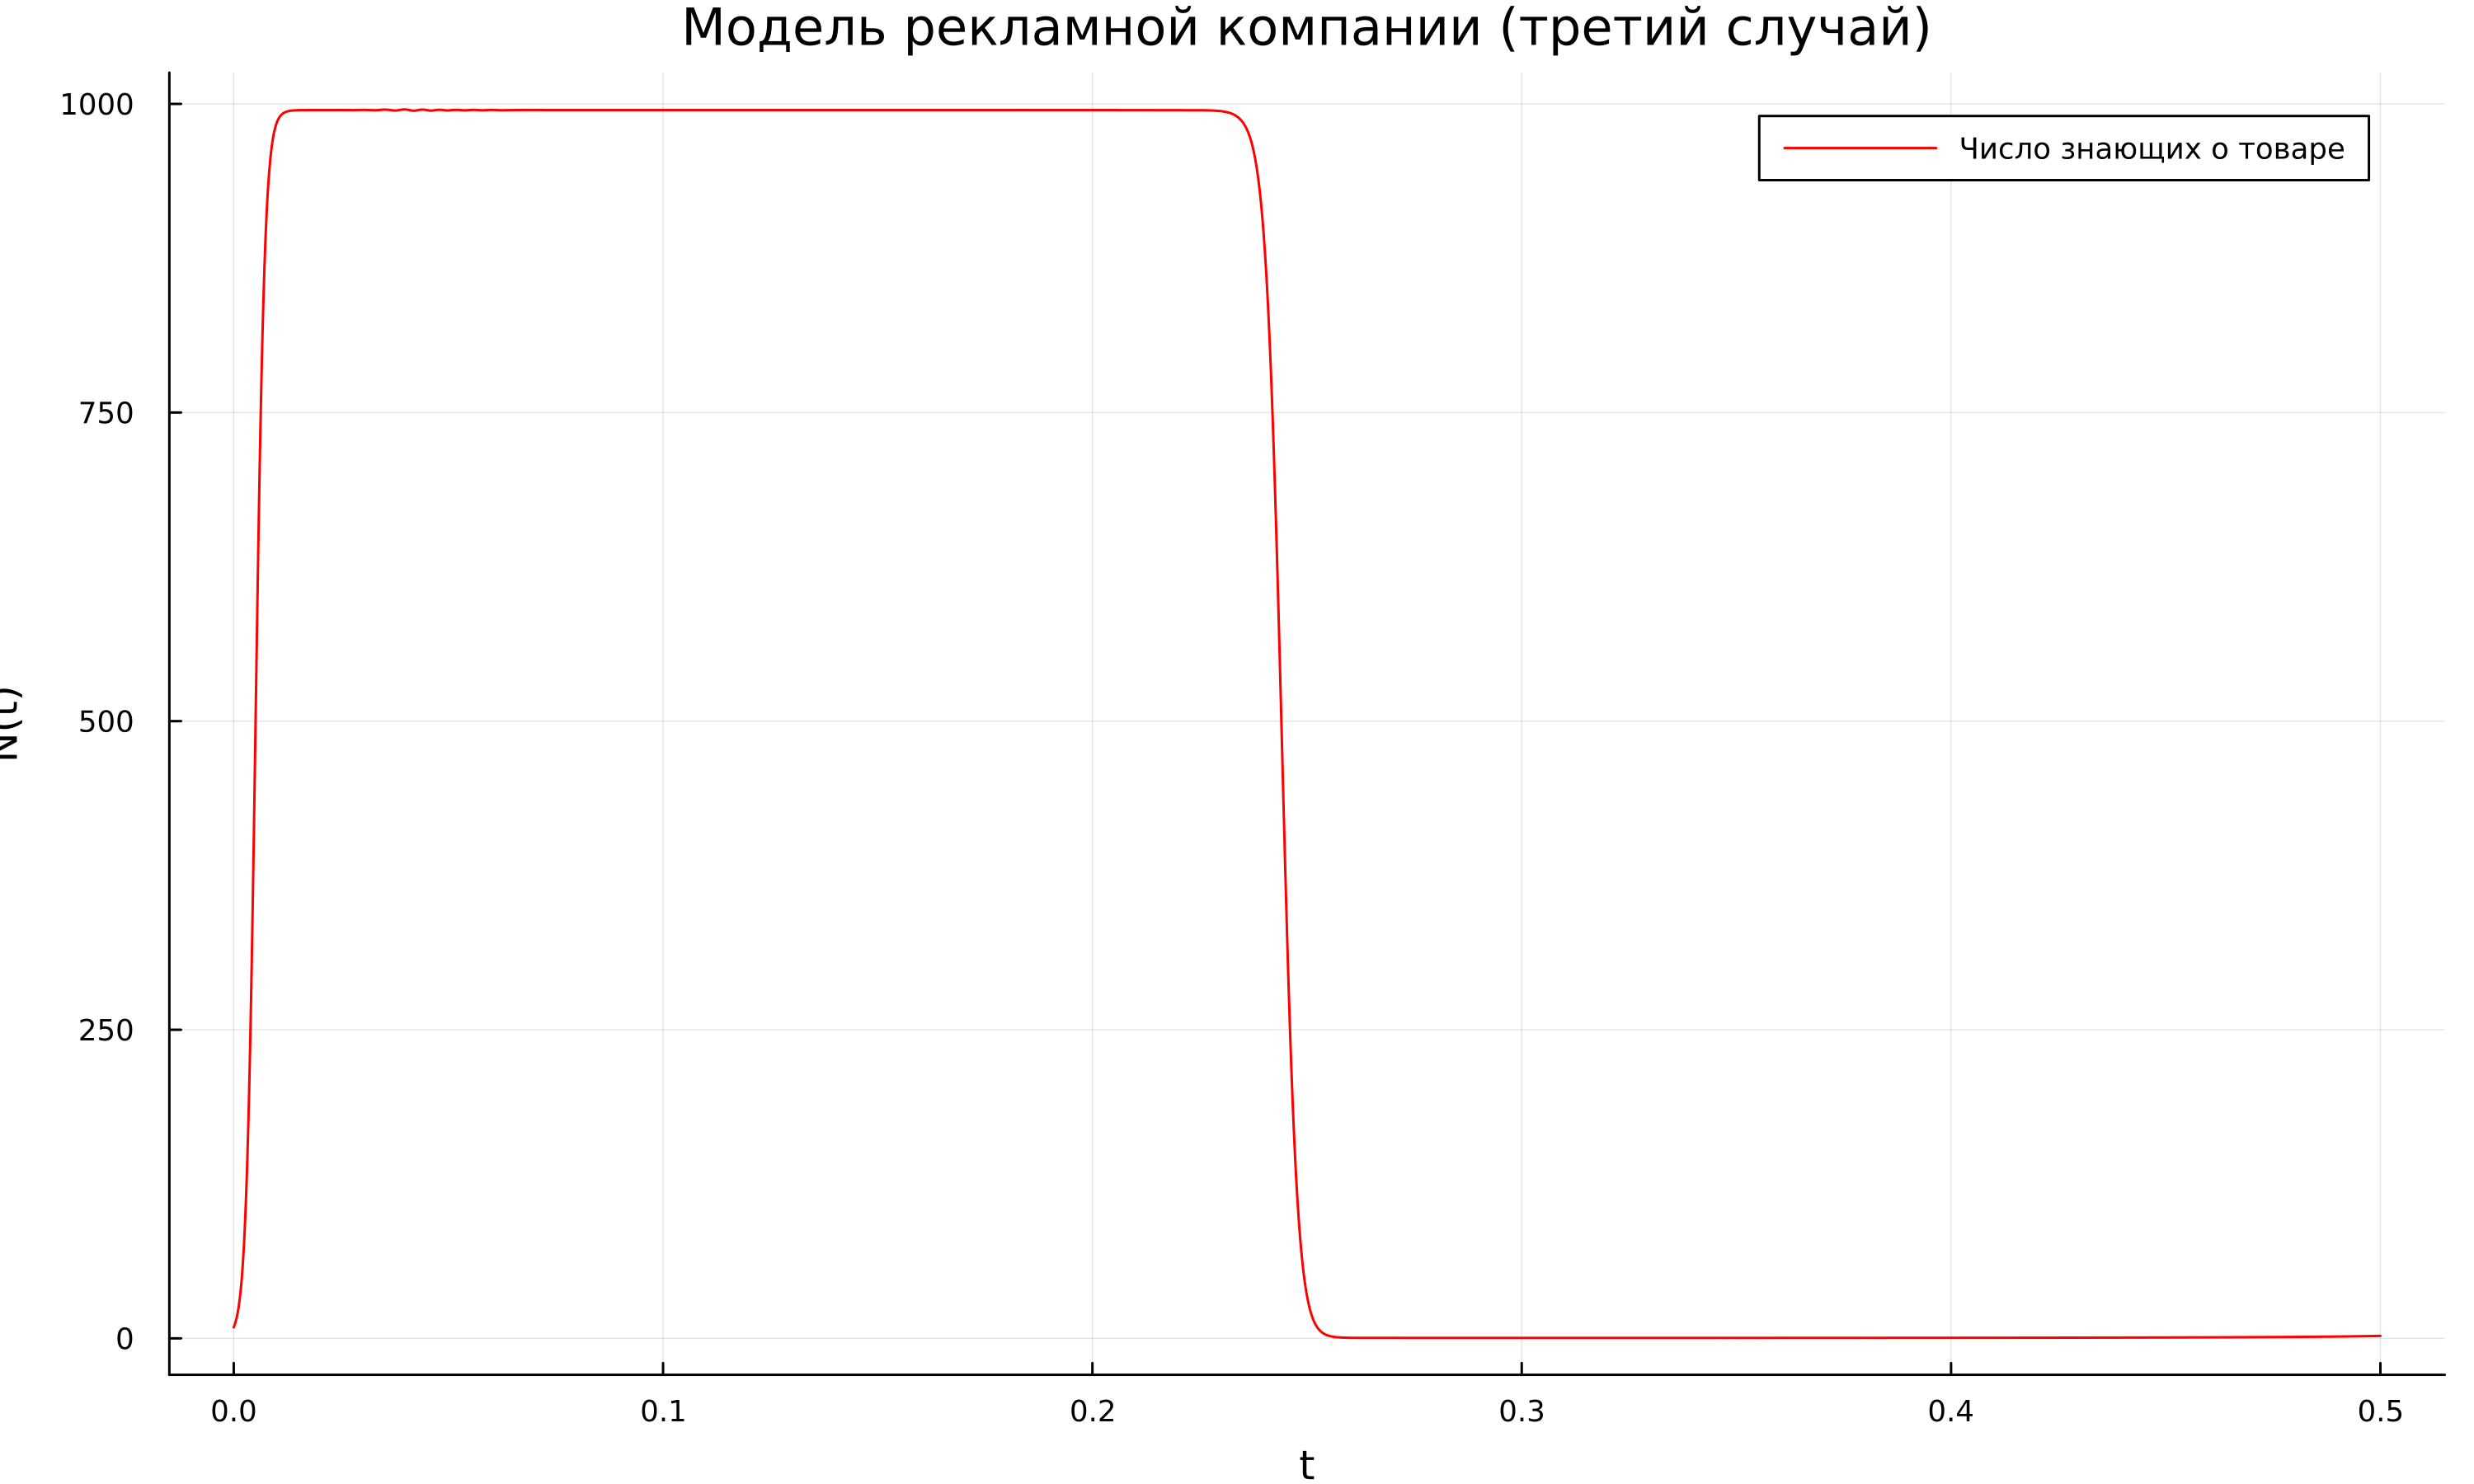 Модель рекламной компании (третий случай)
Число знающих о товаре
1000
750
500
250
0
N(t)
0.0 0.1 0.2 0.3 0.4 0.5
t